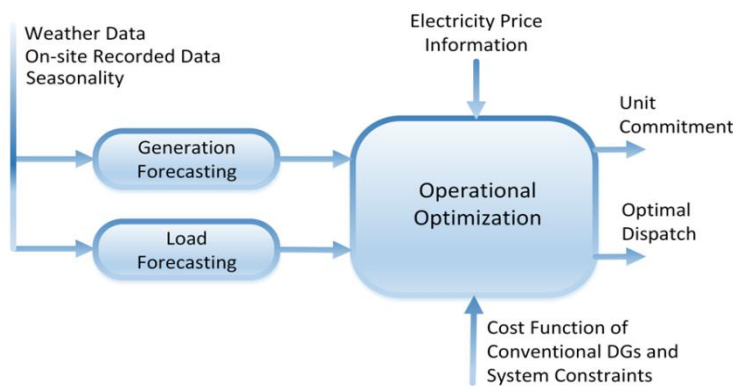 Weather Data
On-site Recorded Data
Seasonality
Electricity Price
Information
Generation
Forecasting
Load
Forecasting
Operational
Optimization
Unit
Commitment
Optimal
Dispatch
Cost Function of
Conventional DGs and
System Constraints